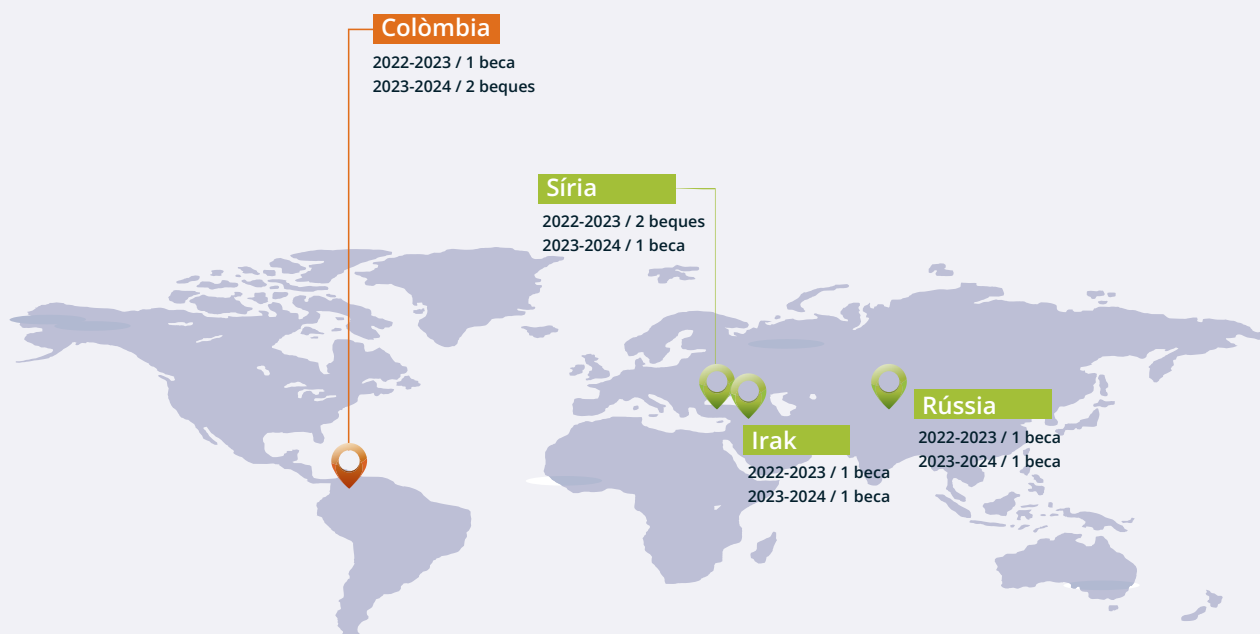 Colòmbia
2022-2023 / 1 beca
2023-2024 / 2 beques
Síria
2022-2023 / 2 beques
2023-2024 / 1 beca
Rússia
2022-2023 / 1 beca
2023-2024 / 1 beca
Irak
2022-2023 / 1 beca
2023-2024 / 1 beca